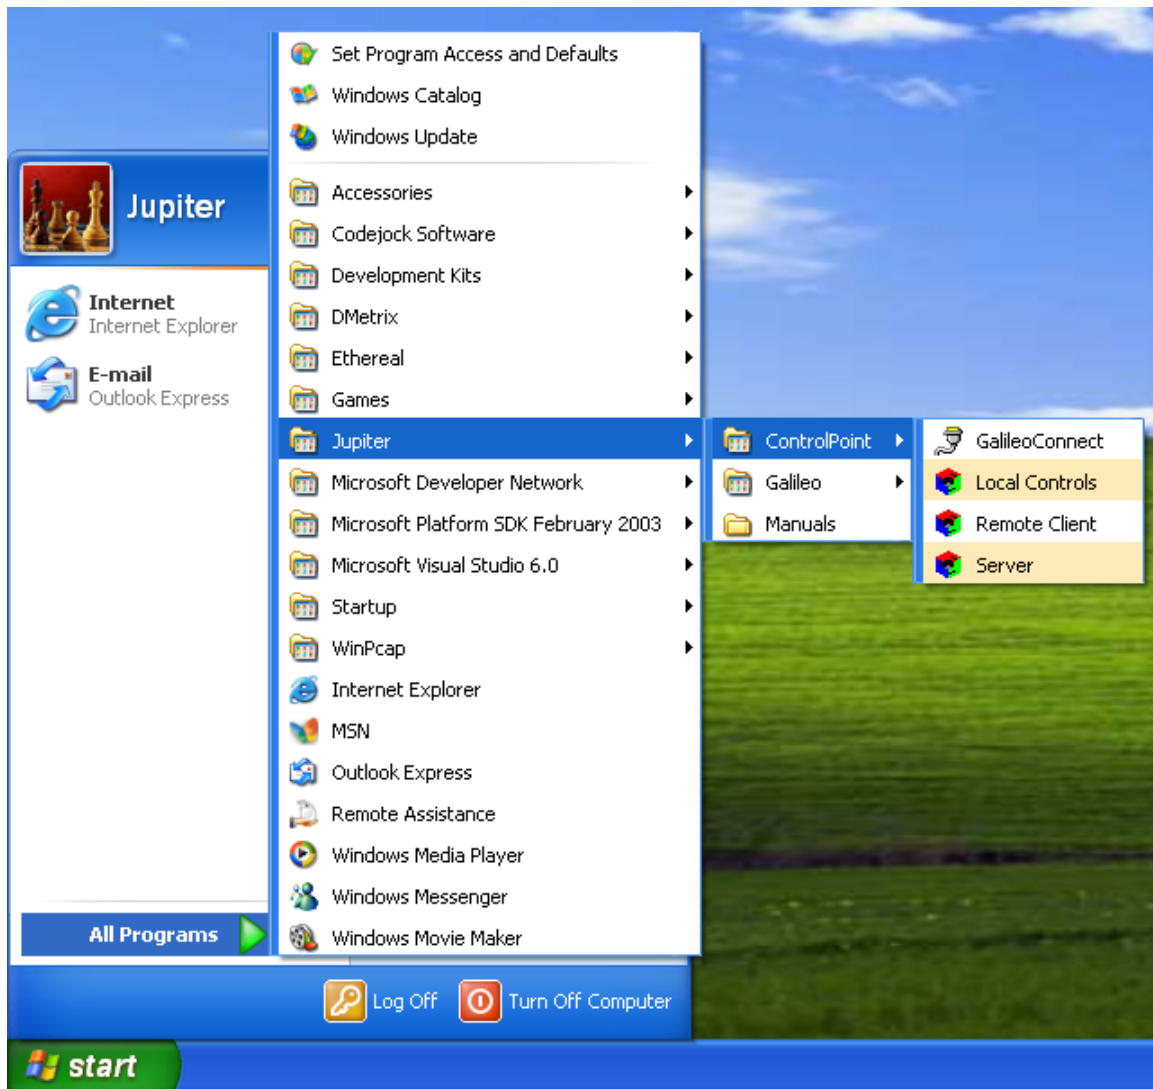 Set Program Access and Defaults
Windows Catalog
Windows Update
Jupiter
Internet
Internet Explorer
E-mail
Outlook Express
Accessories
Codejock Software
Development Kits
DMetrix
Ethereal
Games
Jupiter
Microsoft Developer Network
Microsoft Platform SDK February 2003
Microsoft Visual Studio 6.0
Startup
WinPcap
Internet Explorer
MSN
Outlook Express
Remote Assistance
Windows Media Player
Windows Messenger
Windows Movie Maker
ControlPoint
Galileo
Manuals
GalileoConnect
Local Controls
Remote Client
Server
All Programs
Log Off
Turn Off Computer
start